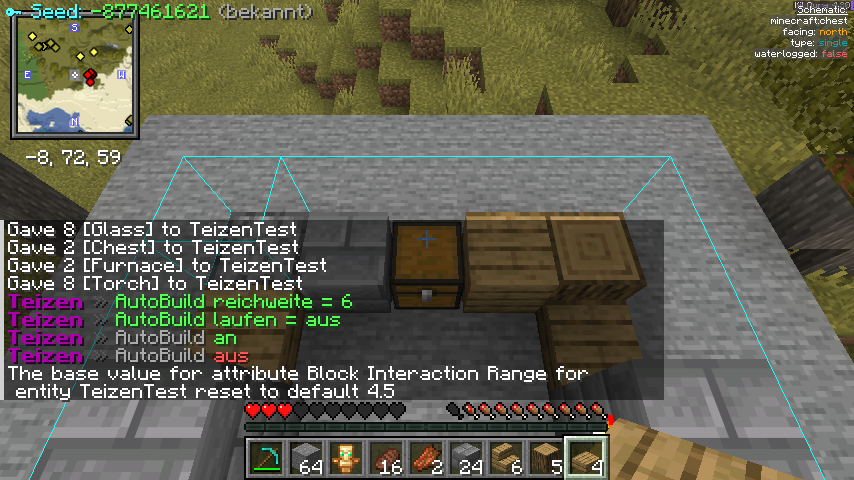 Seed: -877461621 (bekannt)
Schematic:
minecraft:chest
facing: north
type: single
waterlogged: false
S
E
W
N
-8, 72, 59
Gave 8 [Glass] to TeizenTest
Gave 2 [Chest] to TeizenTest
Gave 2 [Furnace] to TeizenTest
Gave 8 [Torch] to TeizenTest
Teizen » AutoBuild reichweite = 6
Teizen » AutoBuild laufen = aus
Teizen » AutoBuild an
Teizen » AutoBuild aus
The base value for attribute Block Interaction Range for
entity TeizenTest reset to default 4.5
64 16 2 24 6 5 4